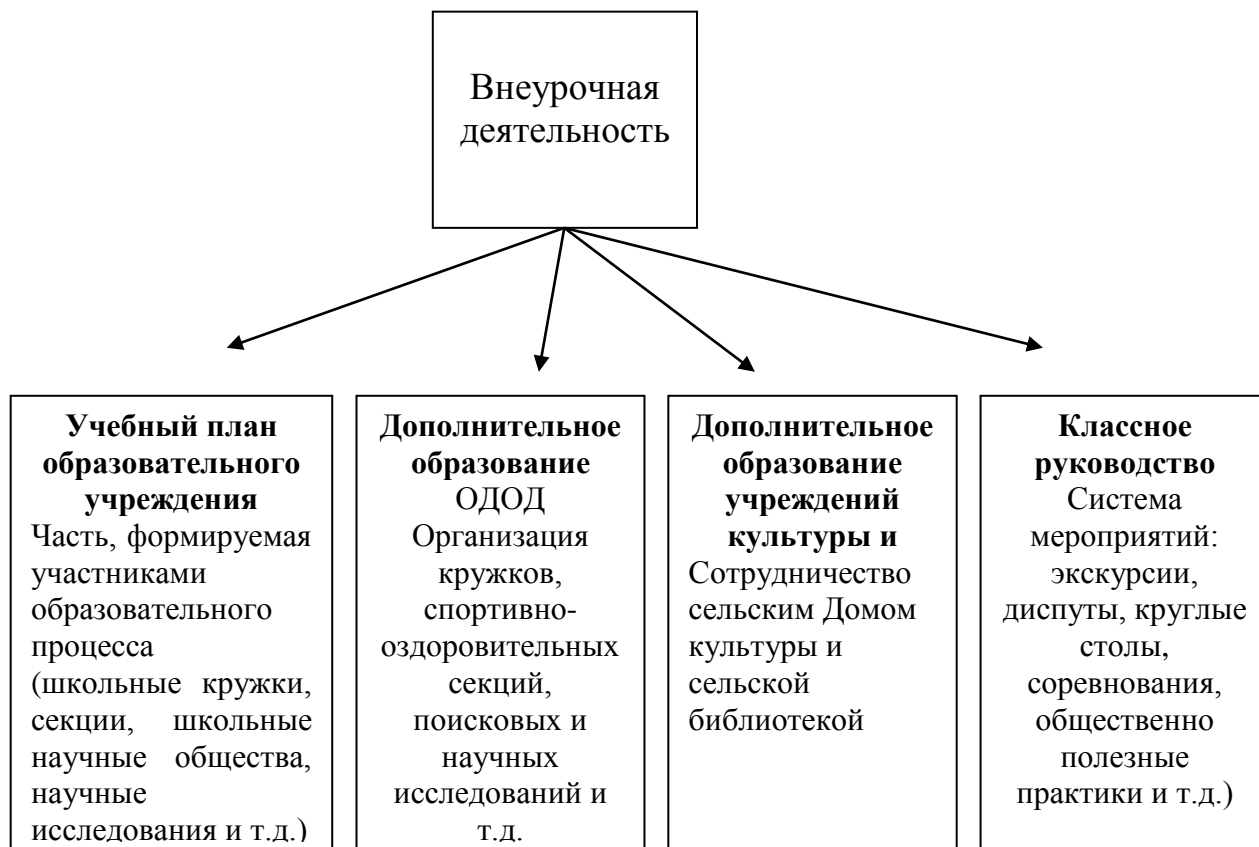 Внеурочная
деятельность
Учебный план
образовательного
учреждения
Часть, формируемая
участниками
образовательного
процесса
(школьные кружки,
секции, школьные
научные общества,
научные
исследования и т.д.)
Дополнительное
образование
ОДОД
Организация
кружков,
спортивно-
оздоровительных
секций,
поисковых и
научных
исследований и
т.д.
Дополнительное
образование
учреждений
культуры и
Сотрудничество
сельским Домом
культуры и
сельской
библиотекой
Классное
руководство
Система
мероприятий:
экскурсии,
диспуты, круглые
столы,
соревнования,
общественно
полезные
практики и т.д.)